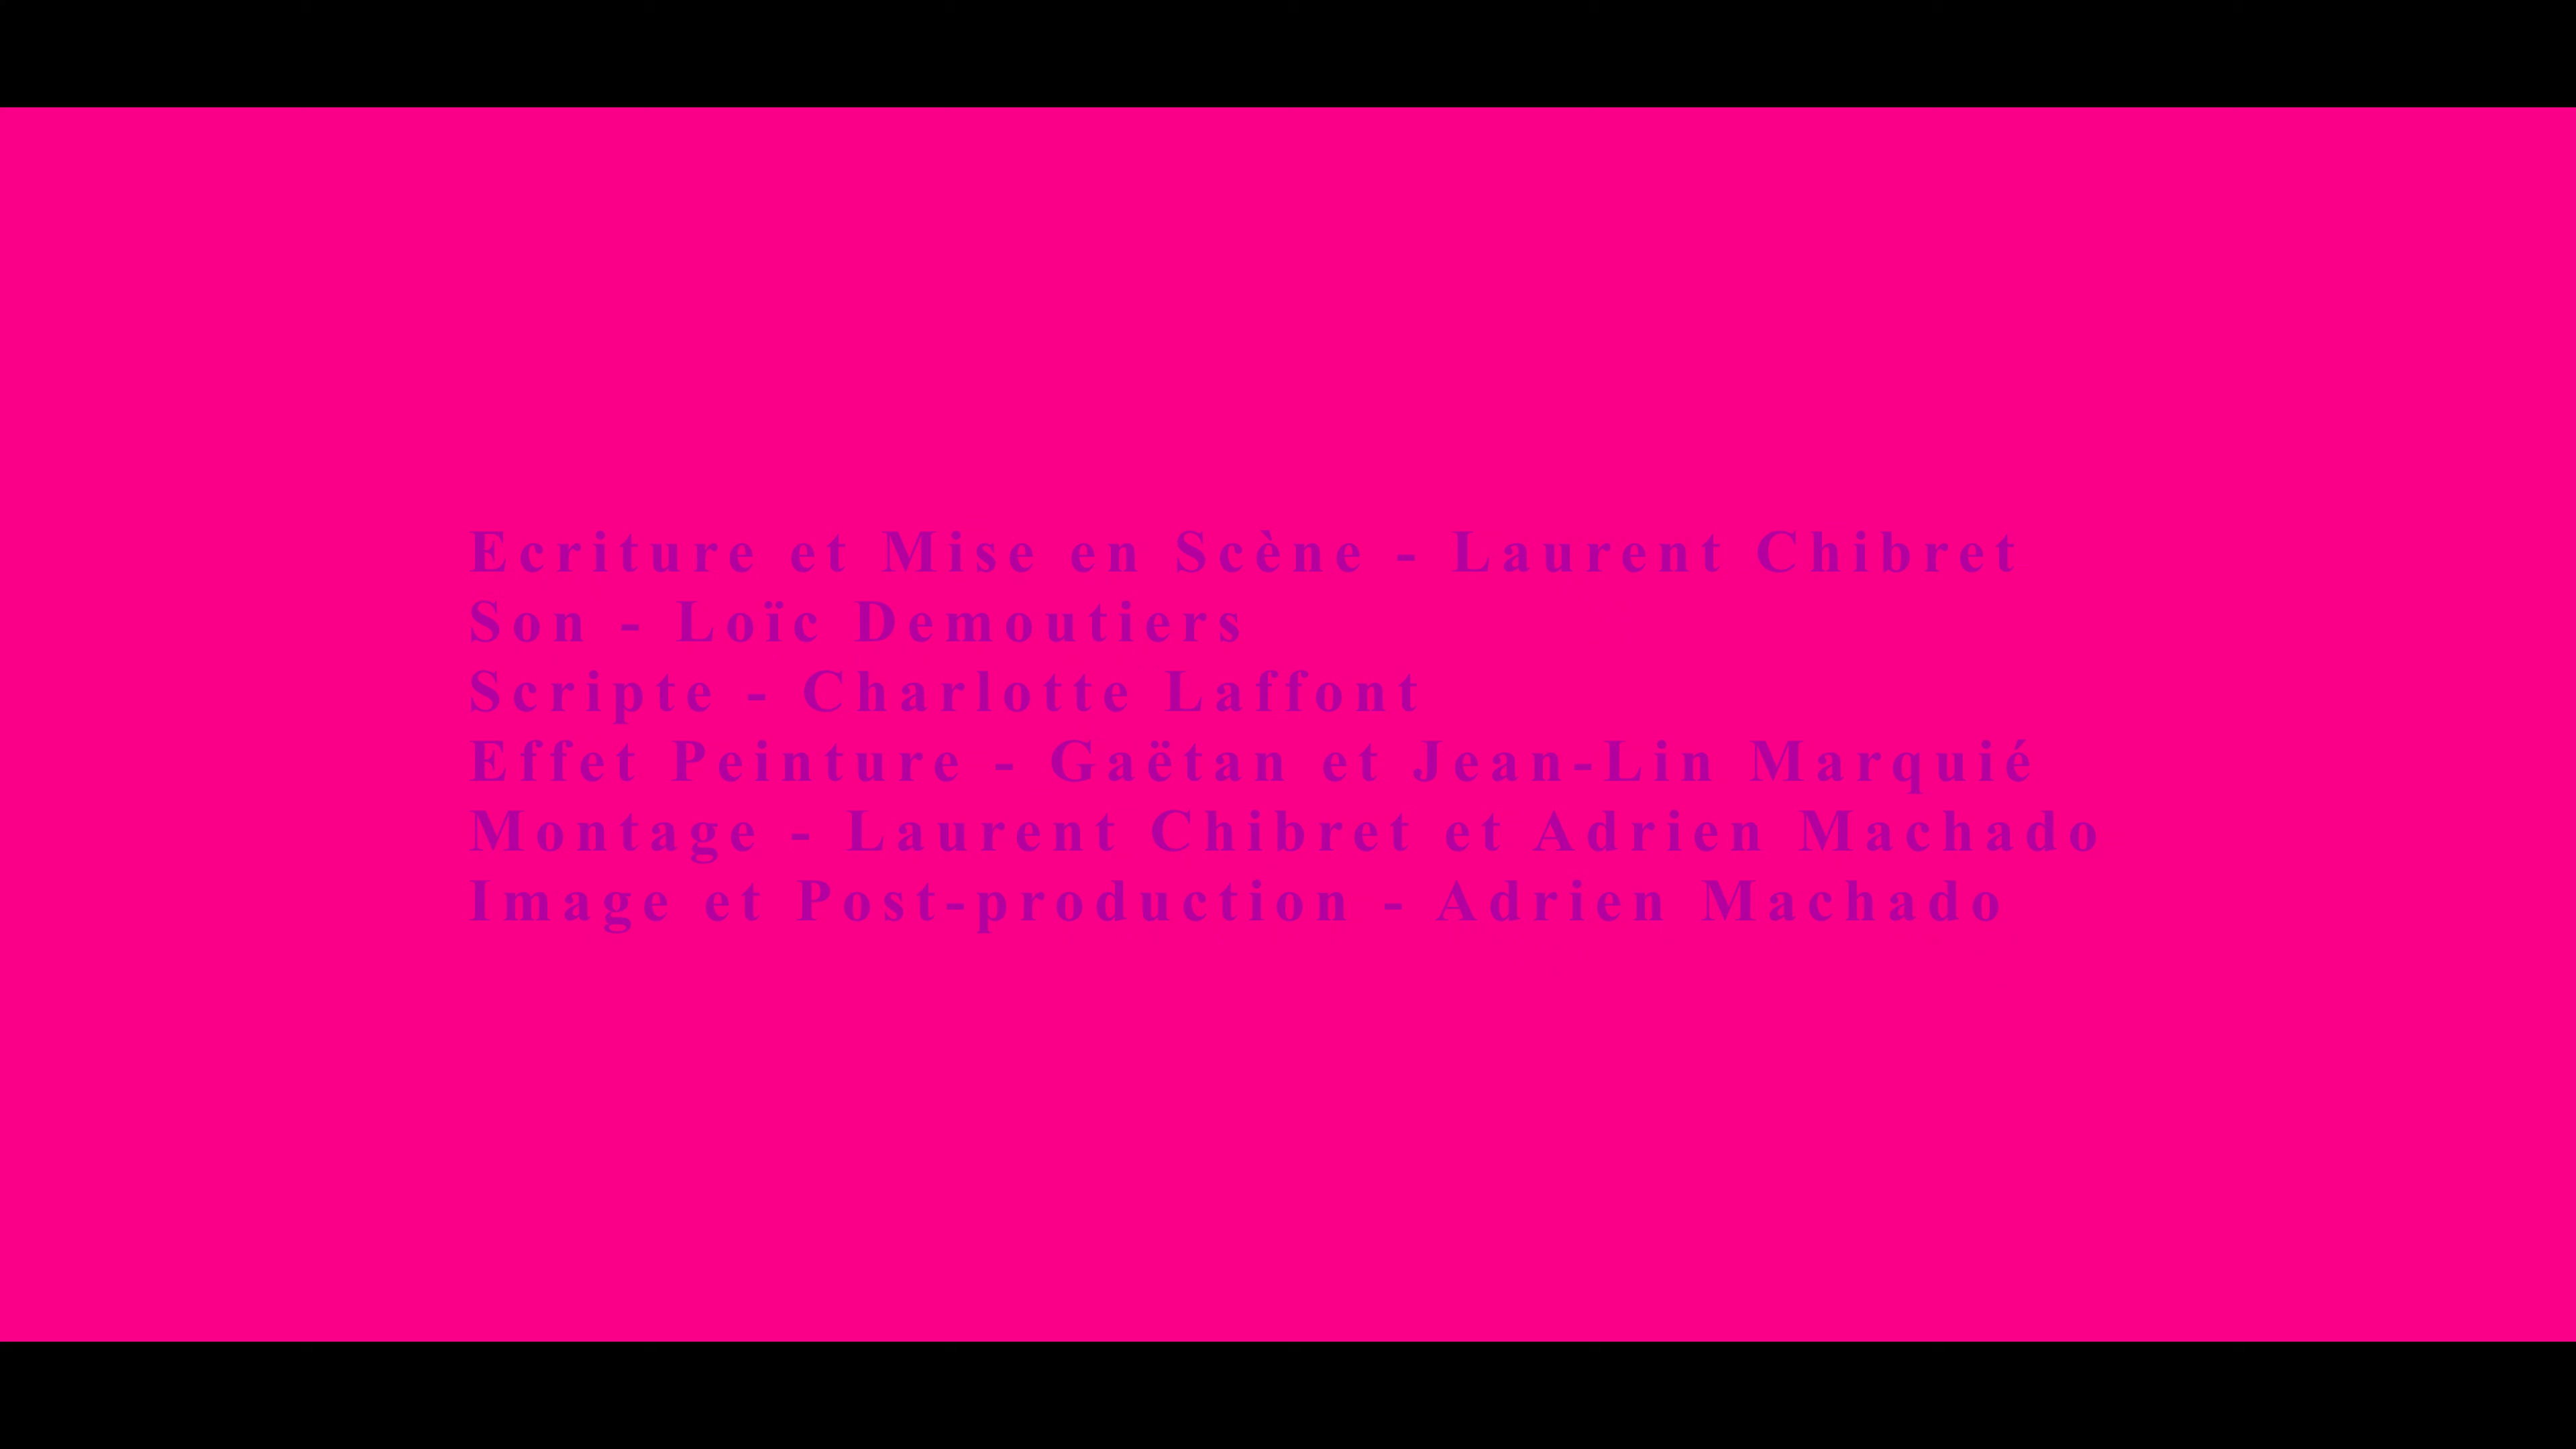 Ecriture et Mise en Scène - Laurent Chibret
Son - Loïc Demoutiers
Scripte - Charlotte Laffont
Effet Peinture - Gaëtan et Jean-Lin Marquié
Montage - Laurent Chibret et Adrien Machado
Image et Post-production - Adrien Machado